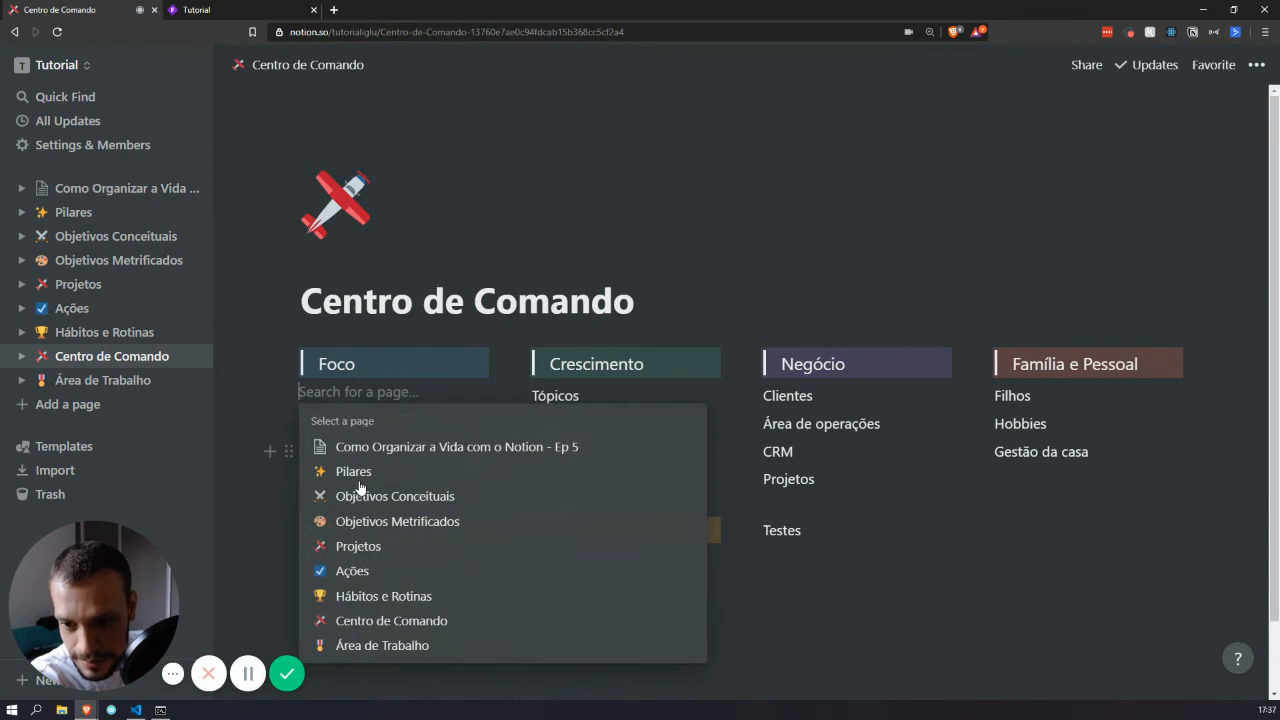 Centro de Comando
Tutorial
notion.so/tutorialiglu/Centro-de-Comando-13760e7ae0c94fdcab15b368cc5cf2a4
T Tutorial
Centro de Comando
Share
Updates
Favorite
Quick Find
All Updates
Settings & Members
Como Organizar a Vida ...
Pilares
Objetivos Conceituais
Objetivos Metrificados
Projetos
Ações
Hábitos e Rotinas
Centro de Comando
Área de Trabalho
Add a page
Templates
Import
Trash
Centro de Comando
Foco
Crescimento
Negócio
Família e Pessoal
Search for a page...
Tópicos
Clientes
Filhos
Área de operações
Hobbies
CRM
Gestão da casa
Projetos
Testes
Select a page
Como Organizar a Vida com o Notion - Ep 5
Pilares
Objetivos Conceituais
Objetivos Metrificados
Projetos
Ações
Hábitos e Rotinas
Centro de Comando
Área de Trabalho
?
17:37